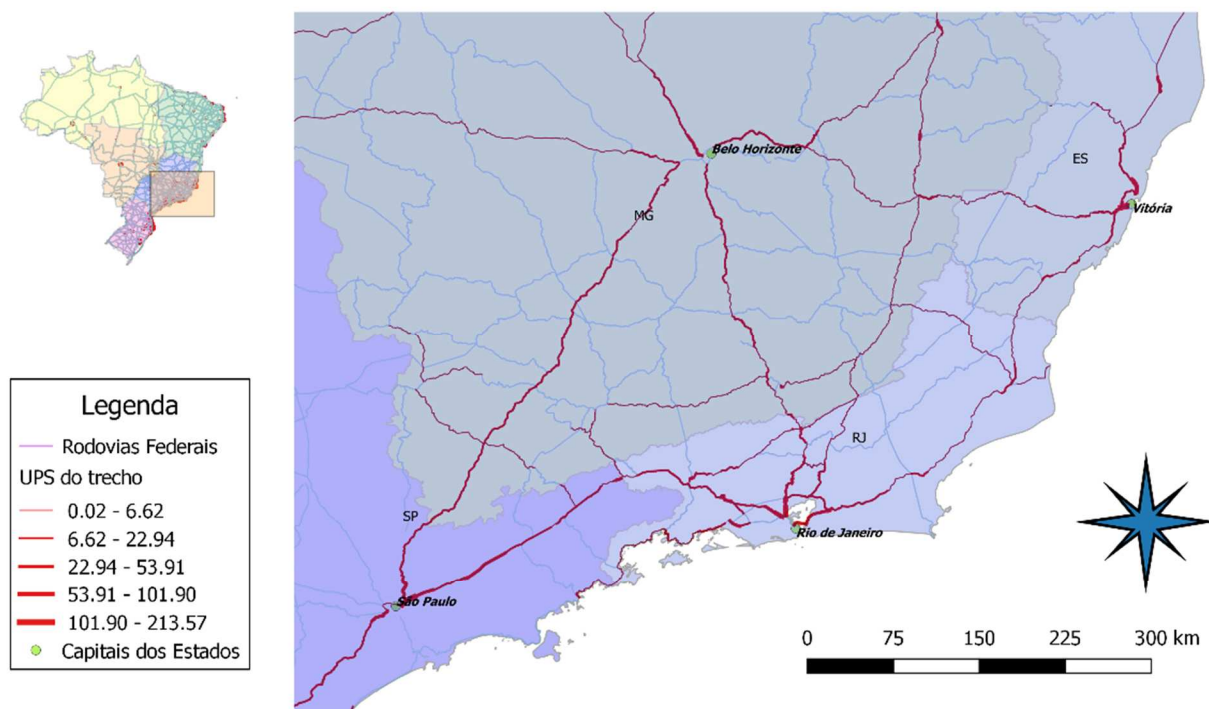 Belo Horizonte
ES
MG
Vitória
RJ
SP
Rio de Janeiro
São Paulo
Legenda
Rodovias Federais
UPS do trecho
0.02 - 6.62
6.62 - 22.94
22.94 - 53.91
53.91 - 101.90
101.90 - 213.57
Capitais dos Estados
0 75 150 225 300 km